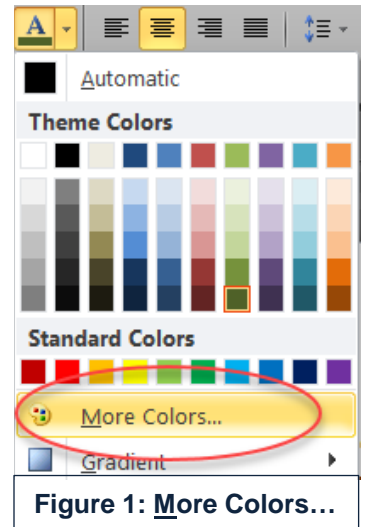 A
Automatic
Theme Colors
Standard Colors
More Colors...
Gradient
Figure 1: More Colors…